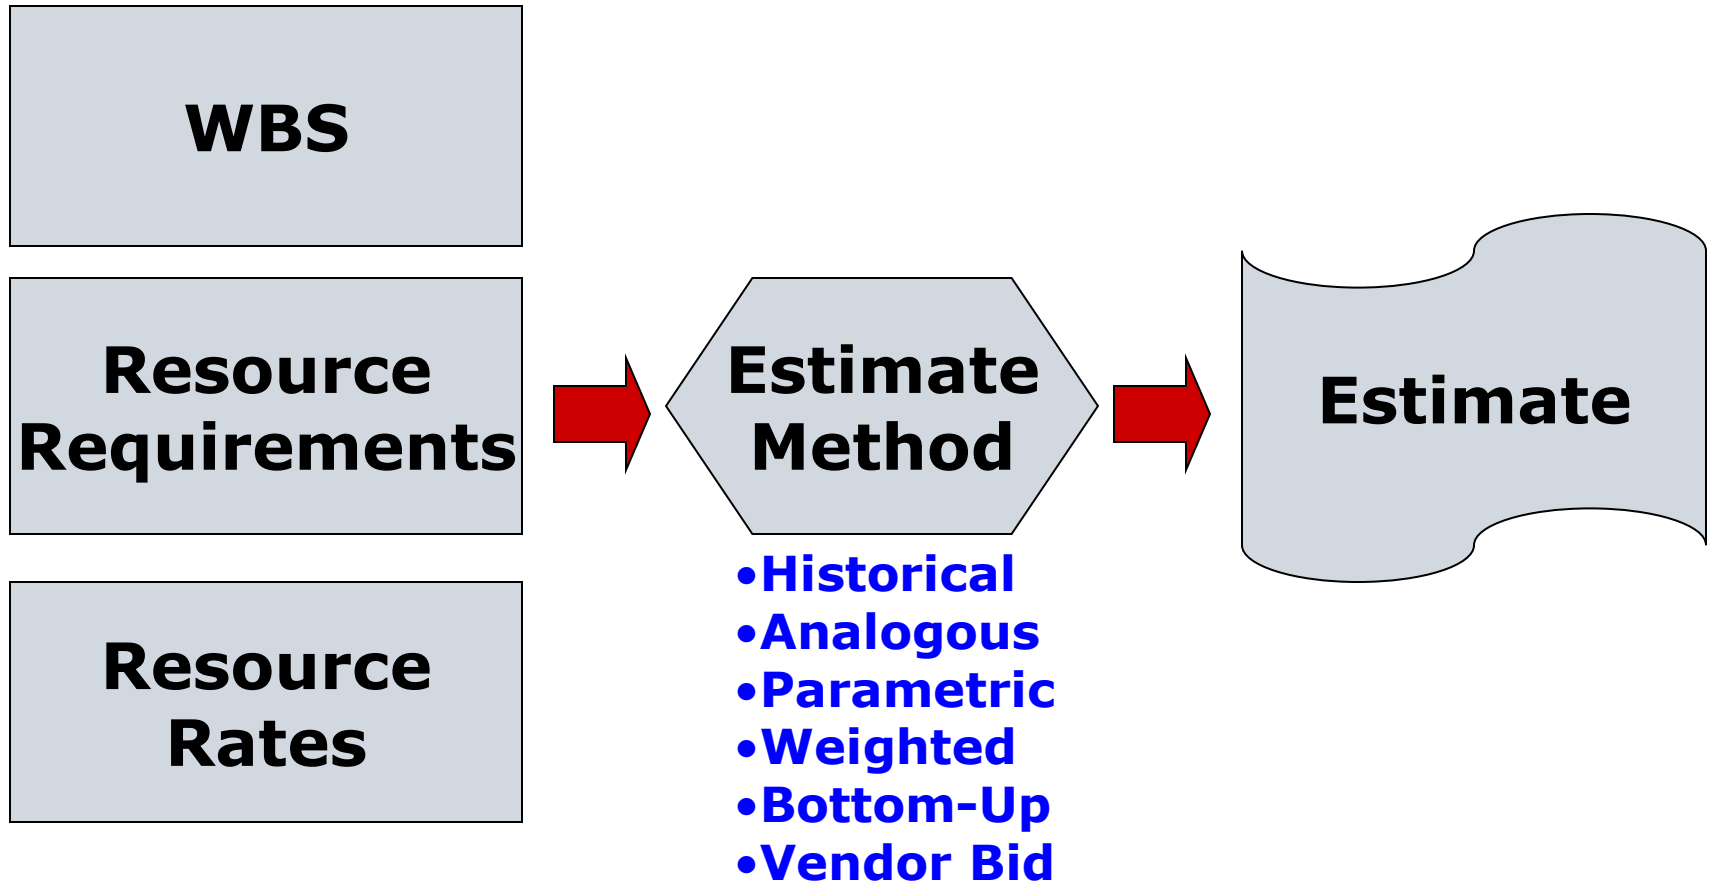 WBS
Resource
Requirements
Resource
Rates
Estimate
Method
•Historical
•Analogous
•Parametric
•Weighted
•Bottom-Up
•Vendor Bid
Estimate